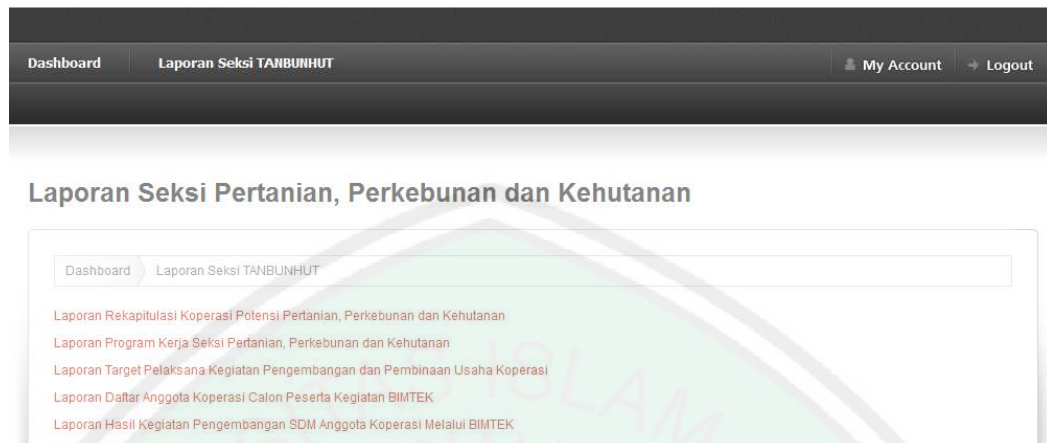 Dashboard Laporan Seksi TANBUNHUT My Account Logout
Laporan Seksi Pertanian, Perkebunan dan Kehutanan
Dashboard Laporan Seksi TANBUNHUT
Laporan Rekapitulasi Koperasi Potensi Pertanian, Perkebunan dan Kehutanan
Laporan Program Kerja Seksi Pertanian, Perkebunan dan Kehutanan
Laporan Target Pelaksana Kegiatan Pengembangan dan Pembinaan Usaha Koperasi
Laporan Daftar Anggota Koperasi Calon Peserta Kegiatan BIMTEK
Laporan Hasil Kegiatan Pengembangan SDM Anggota Koperasi Melalui BIMTEK